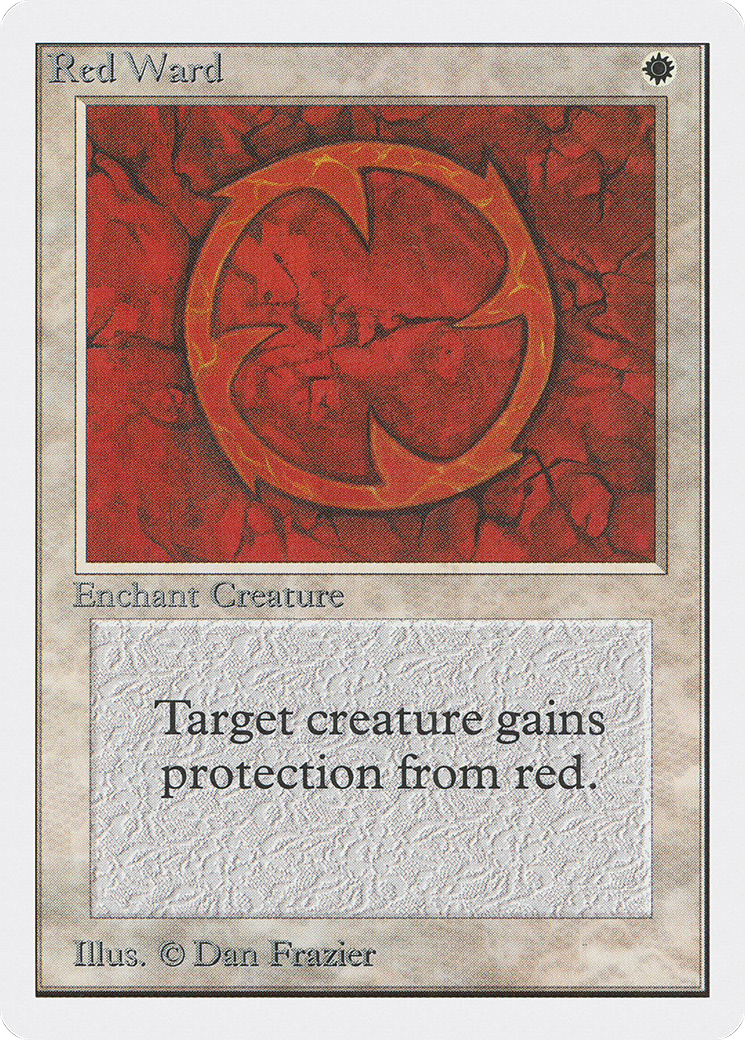 Red Ward
Enchant Creature
Target creature gains
protection from red.
Illus. © Dan Frazier